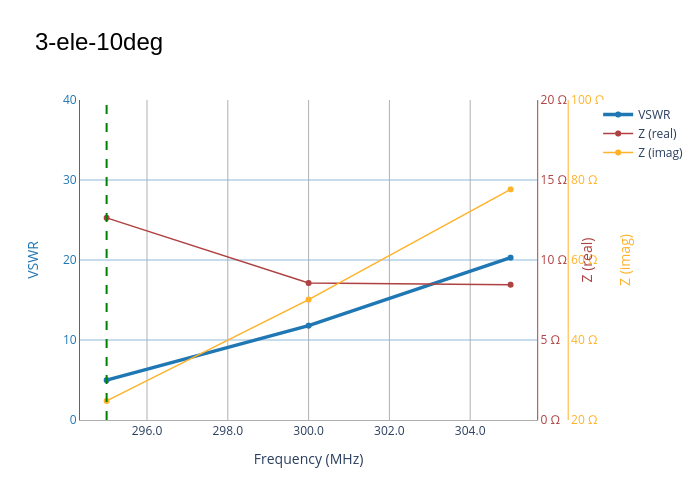 3-ele-10deg
40
30
20
10
0
VSWR
296.0
298.0
300.0
302.0
304.0
Frequency (MHz)
20 Ω
15 Ω
10 Ω
5 Ω
0 Ω
Z (real)
100 Ω
80 Ω
60 Ω
40 Ω
20 Ω
Z (imag)
VSWR
Z (real)
Z (imag)